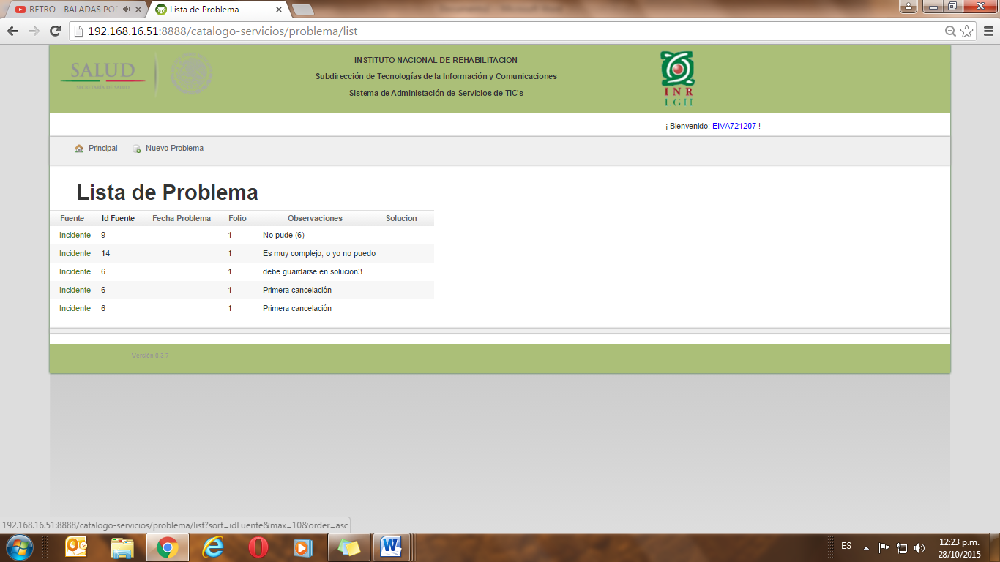 RETRO - BALADAS POP
Lista de Problema
192.168.16.51:8888/catalogo-servicios/problema/list
SALUD
SECRETARÍA DE SALUD
INSTITUTO NACIONAL DE REHABILITACION
Subdirección de Tecnologías de la Información y Comunicaciones
Sistema de Administación de Servicios de TIC's
INR
LGII
¡ Bienvenido: EIVA721207 !
Principal
Nuevo Problema
Lista de Problema
Fuente Id Fuente Fecha Problema Folio Observaciones Solucion
Incidente 9 1 No pude (6)
Incidente 14 1 Es muy complejo, o yo no puedo
Incidente 6 1 debe guardarse en solucion3
Incidente 6 1 Primera cancelación
Incidente 6 1 Primera cancelación
Versión 0.3.7
192.168.16.51:8888/catalogo-servicios/problema/list?sort=idFuente&max=10&order=asc
ES
12:23 p.m.
28/10/2015